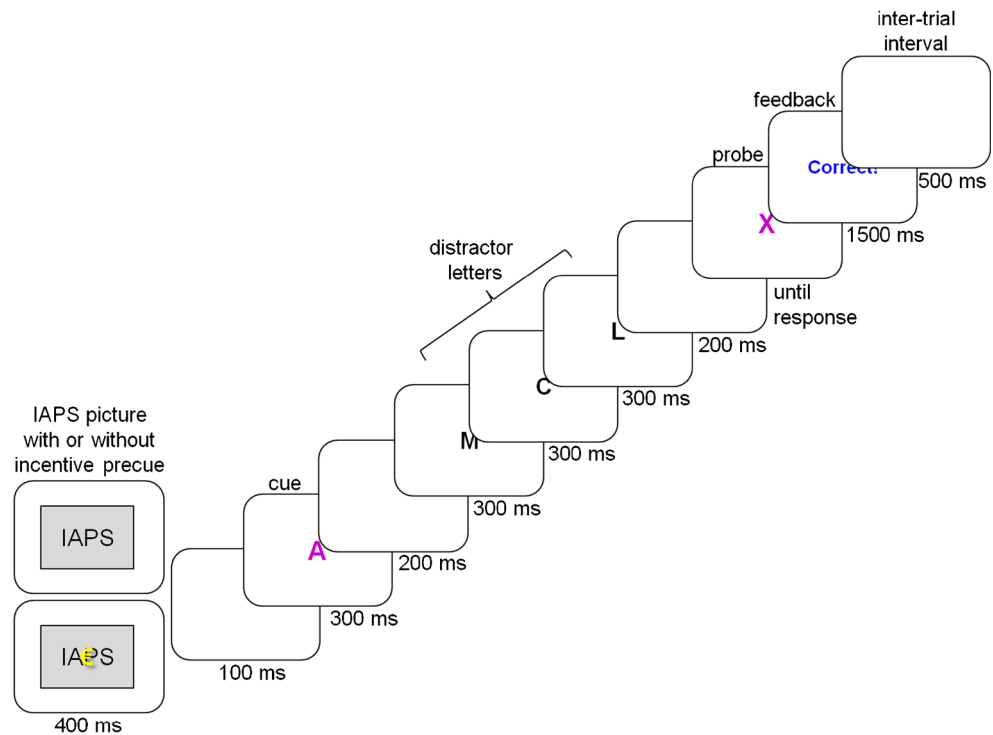 inter-trial
interval
feedback
Correct!
500 ms
probe
X
1500 ms
distractor
letters
until
response
L
200 ms
C
300 ms
M
300 ms
IAPS picture
with or without
incentive precue
cue
300 ms
IAPS
A
200 ms
300 ms
IAPS
€
100 ms
400 ms